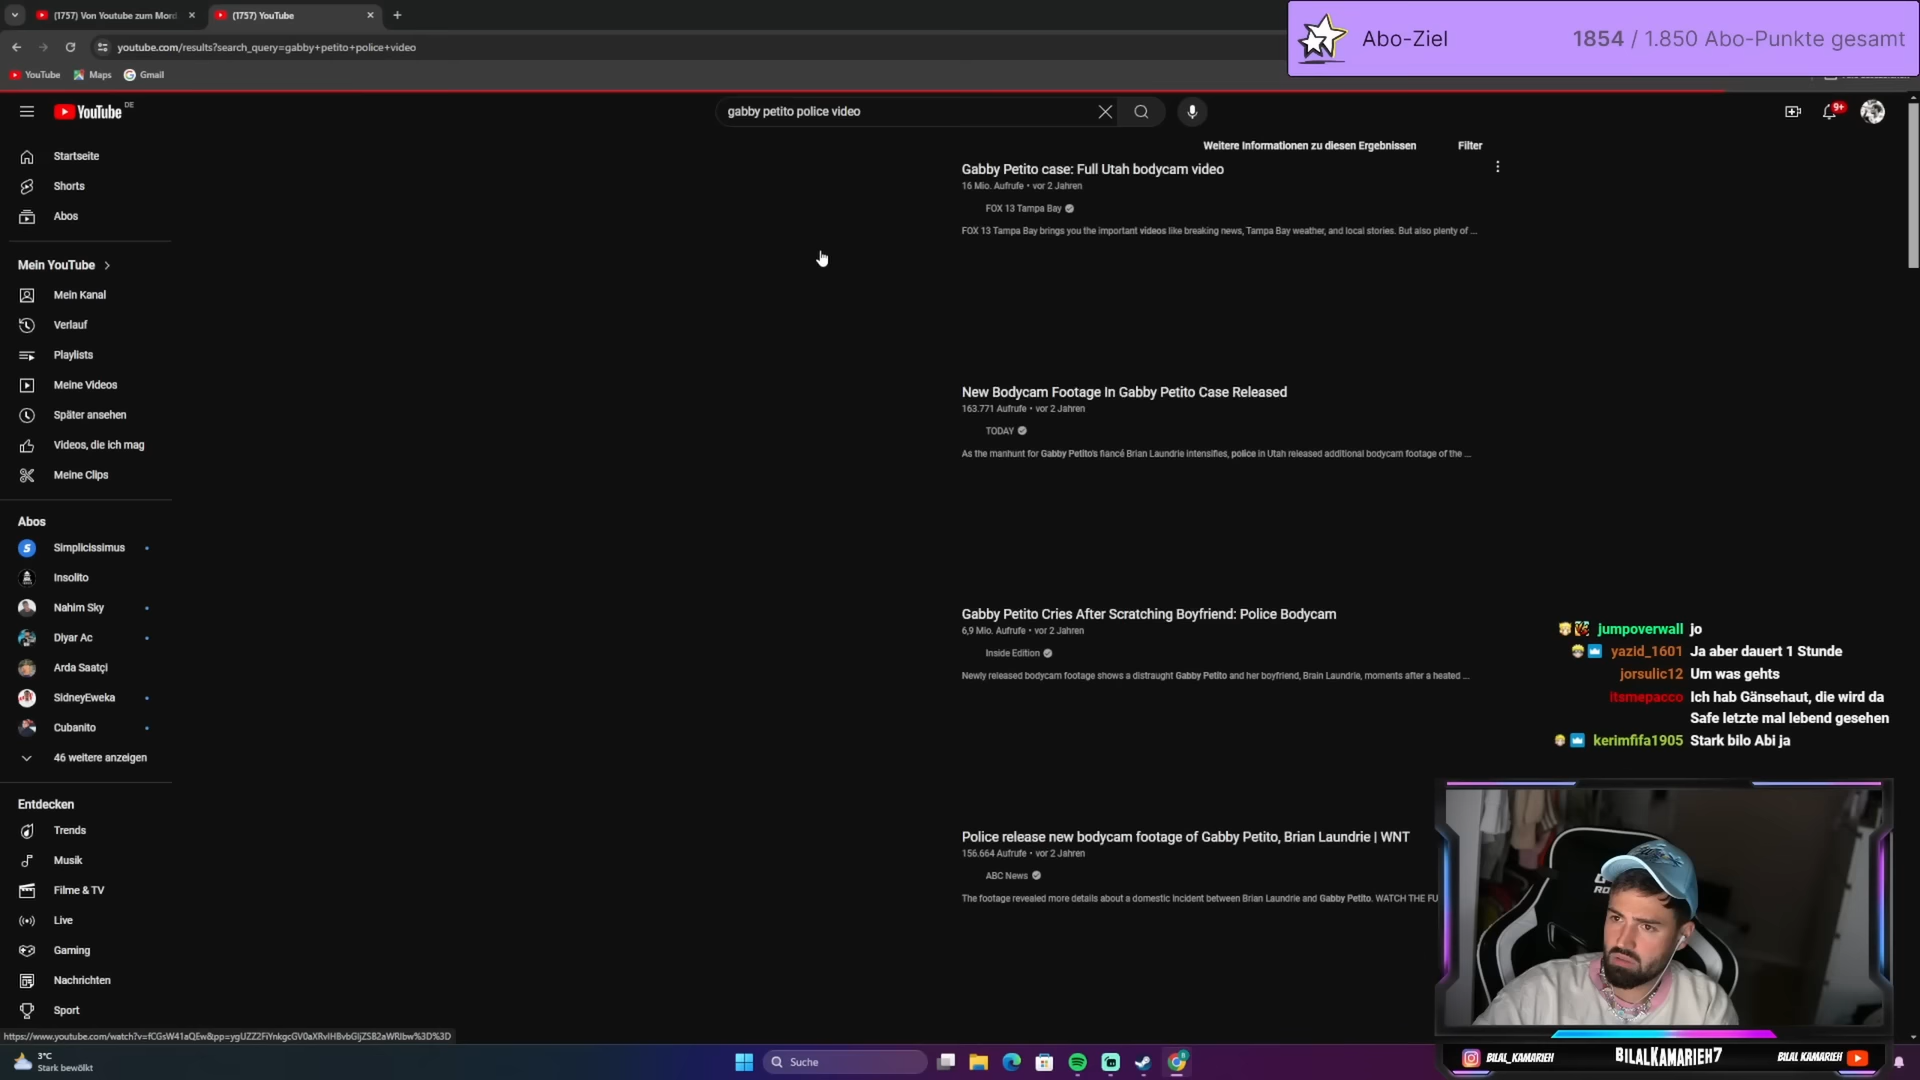 (1757) Von Youtube zum Mord
(1757) YouTube
Abo-Ziel
1854 / 1.850 Abo-Punkte gesamt
youtube.com/results?search_query=gabby+petito+police+video
YouTube
Maps
Gmail
YouTube DE
gabby petito police video
9+
Weitere Informationen zu diesen Ergebnissen
Filter
Startseite
Shorts
Abos
Mein YouTube
Mein Kanal
Verlauf
Playlists
Meine Videos
Später ansehen
Videos, die ich mag
Meine Clips
Abos
Simplicissimus
Insolito
Nahim Sky
Diyar Ac
Arda Saatçi
SidneyEweka
Cubanito
46 weitere anzeigen
Entdecken
Trends
Musik
Filme & TV
Live
Gaming
Nachrichten
Sport
Gabby Petito case: Full Utah bodycam video
16 Mio. Aufrufe • vor 2 Jahren
FOX 13 Tampa Bay
FOX 13 Tampa Bay brings you the important videos like breaking news, Tampa Bay weather, and local stories. But also plenty of ...
New Bodycam Footage In Gabby Petito Case Released
163.771 Aufrufe • vor 2 Jahren
TODAY
As the manhunt for Gabby Petito's fiancé Brian Laundrie intensifies, police in Utah released additional bodycam footage of the ...
Gabby Petito Cries After Scratching Boyfriend: Police Bodycam
6,9 Mio. Aufrufe • vor 2 Jahren
Inside Edition
Newly released bodycam footage shows a distraught Gabby Petito and her boyfriend, Brain Laundrie, moments after a heated ...
Police release new bodycam footage of Gabby Petito, Brian Laundrie | WNT
156.664 Aufrufe • vor 2 Jahren
ABC News
The footage revealed more details about a domestic incident between Brian Laundrie and Gabby Petito. WATCH THE FU
jumpoverwall jo
yazid_1601 Ja aber dauert 1 Stunde
jorsulic12 Um was gehts
itsmepacco Ich hab Gänsehaut, die wird da
Safe letzte mal lebend gesehen
kerimfifa1905 Stark bilo Abi ja
3°C
Stark bewölkt
Suche
BILAL_KAMARIEH
BILALKAMARIEH7
BILAL KAMARIEH